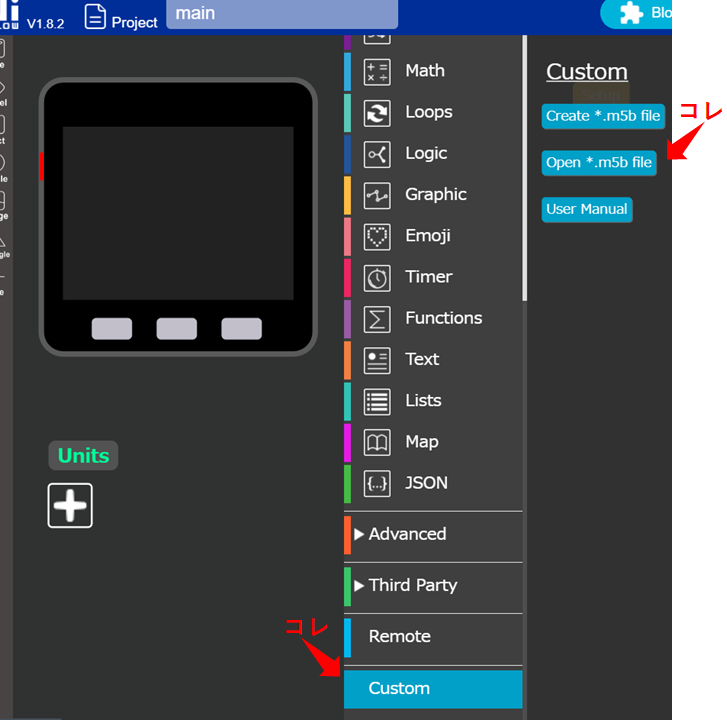 V1.8.2
Project
main
Blo
Math
Loops
Logic
Graphic
Emoji
Timer
Functions
Text
Lists
Map
JSON
Advanced
Third Party
Remote
Custom
Custom
Setup
Create *.m5b file
Open *.m5b file
User Manual
コレ
コレ
Units